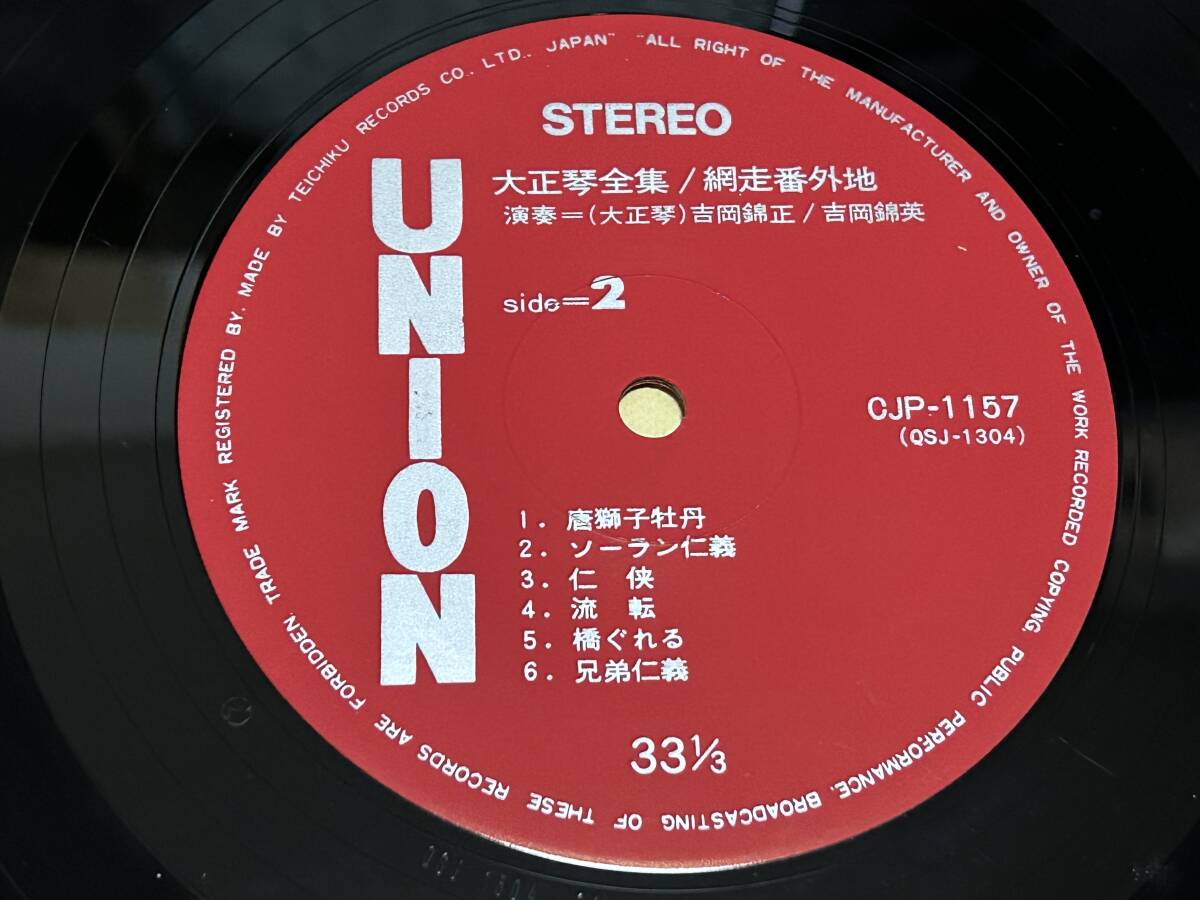 STEREO
UNION
大正琴全集/網走番外地
演奏=(大正琴)吉岡錦正/吉岡錦英
side=2
CJP-1157
(QSJ-1304)
1. 唐獅子牡丹
2. ソーラン仁義
3. 仁 侠
4. 流 転
5. 橋ぐれる
6. 兄弟仁義
33⅓
TRADE MARK REGISTERED BY, MADE BY TEICHIKU RECORDS CO., LTD., JAPAN" "ALL RIGHT OF THE MANUFACTURER AND OWNER OF THE WORK RECORDED COPYING, PUBLIC PERFORMANCE, BROADCASTING OF THESE RECORDS ARE FORBIDDEN.